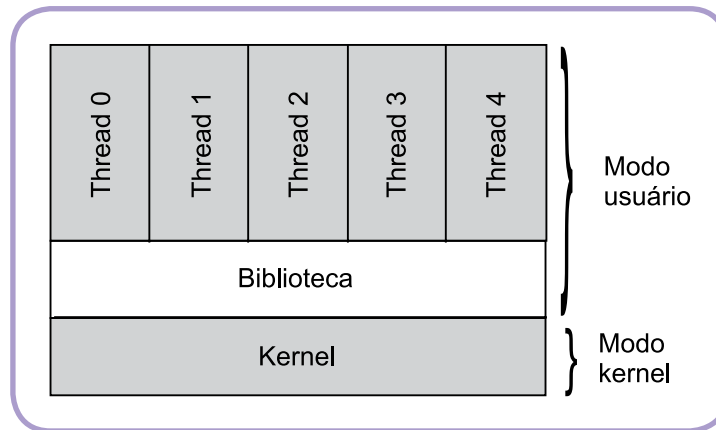 Thread 0
Thread 1
Thread 2
Thread 3
Thread 4
Modo
usuário
Biblioteca
Kernel
Modo
kernel